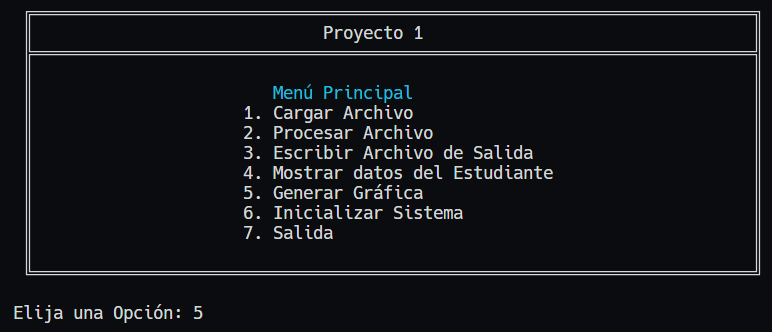 Proyecto 1
Menú Principal
1. Cargar Archivo
2. Procesar Archivo
3. Escribir Archivo de Salida
4. Mostrar datos del Estudiante
5. Generar Gráfica
6. Inicializar Sistema
7. Salida
Elija una Opción: 5